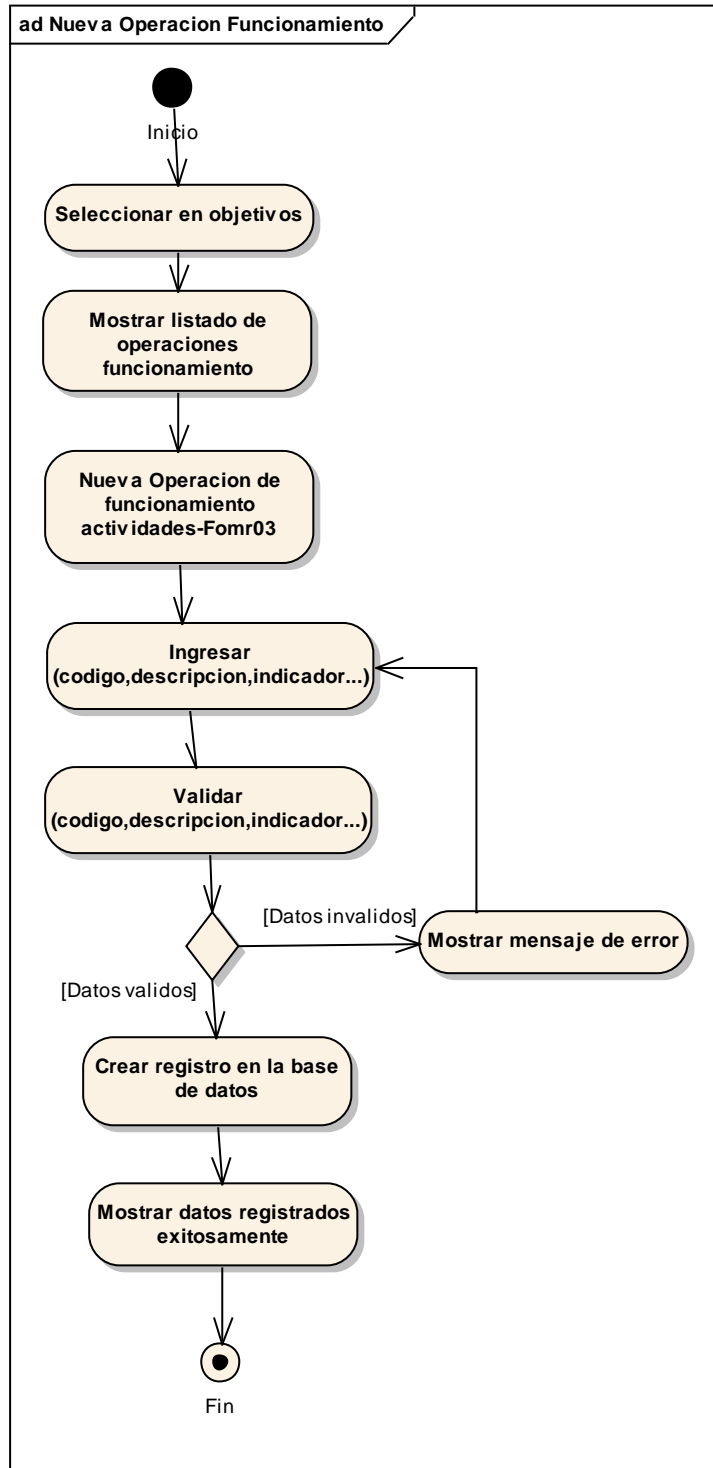 ad Nueva Operacion Funcionamiento
Inicio
Seleccionar en objetivos
Mostrar listado de
operaciones
funcionamiento
Nueva Operacion de
funcionamiento
actividades-Fomr03
Ingresar
(codigo,descripcion,indicador...)
Validar
(codigo,descripcion,indicador...)
[Datos invalidos]
Mostrar mensaje de error
[Datos validos]
Crear registro en la base
de datos
Mostrar datos registrados
exitosamente
Fin